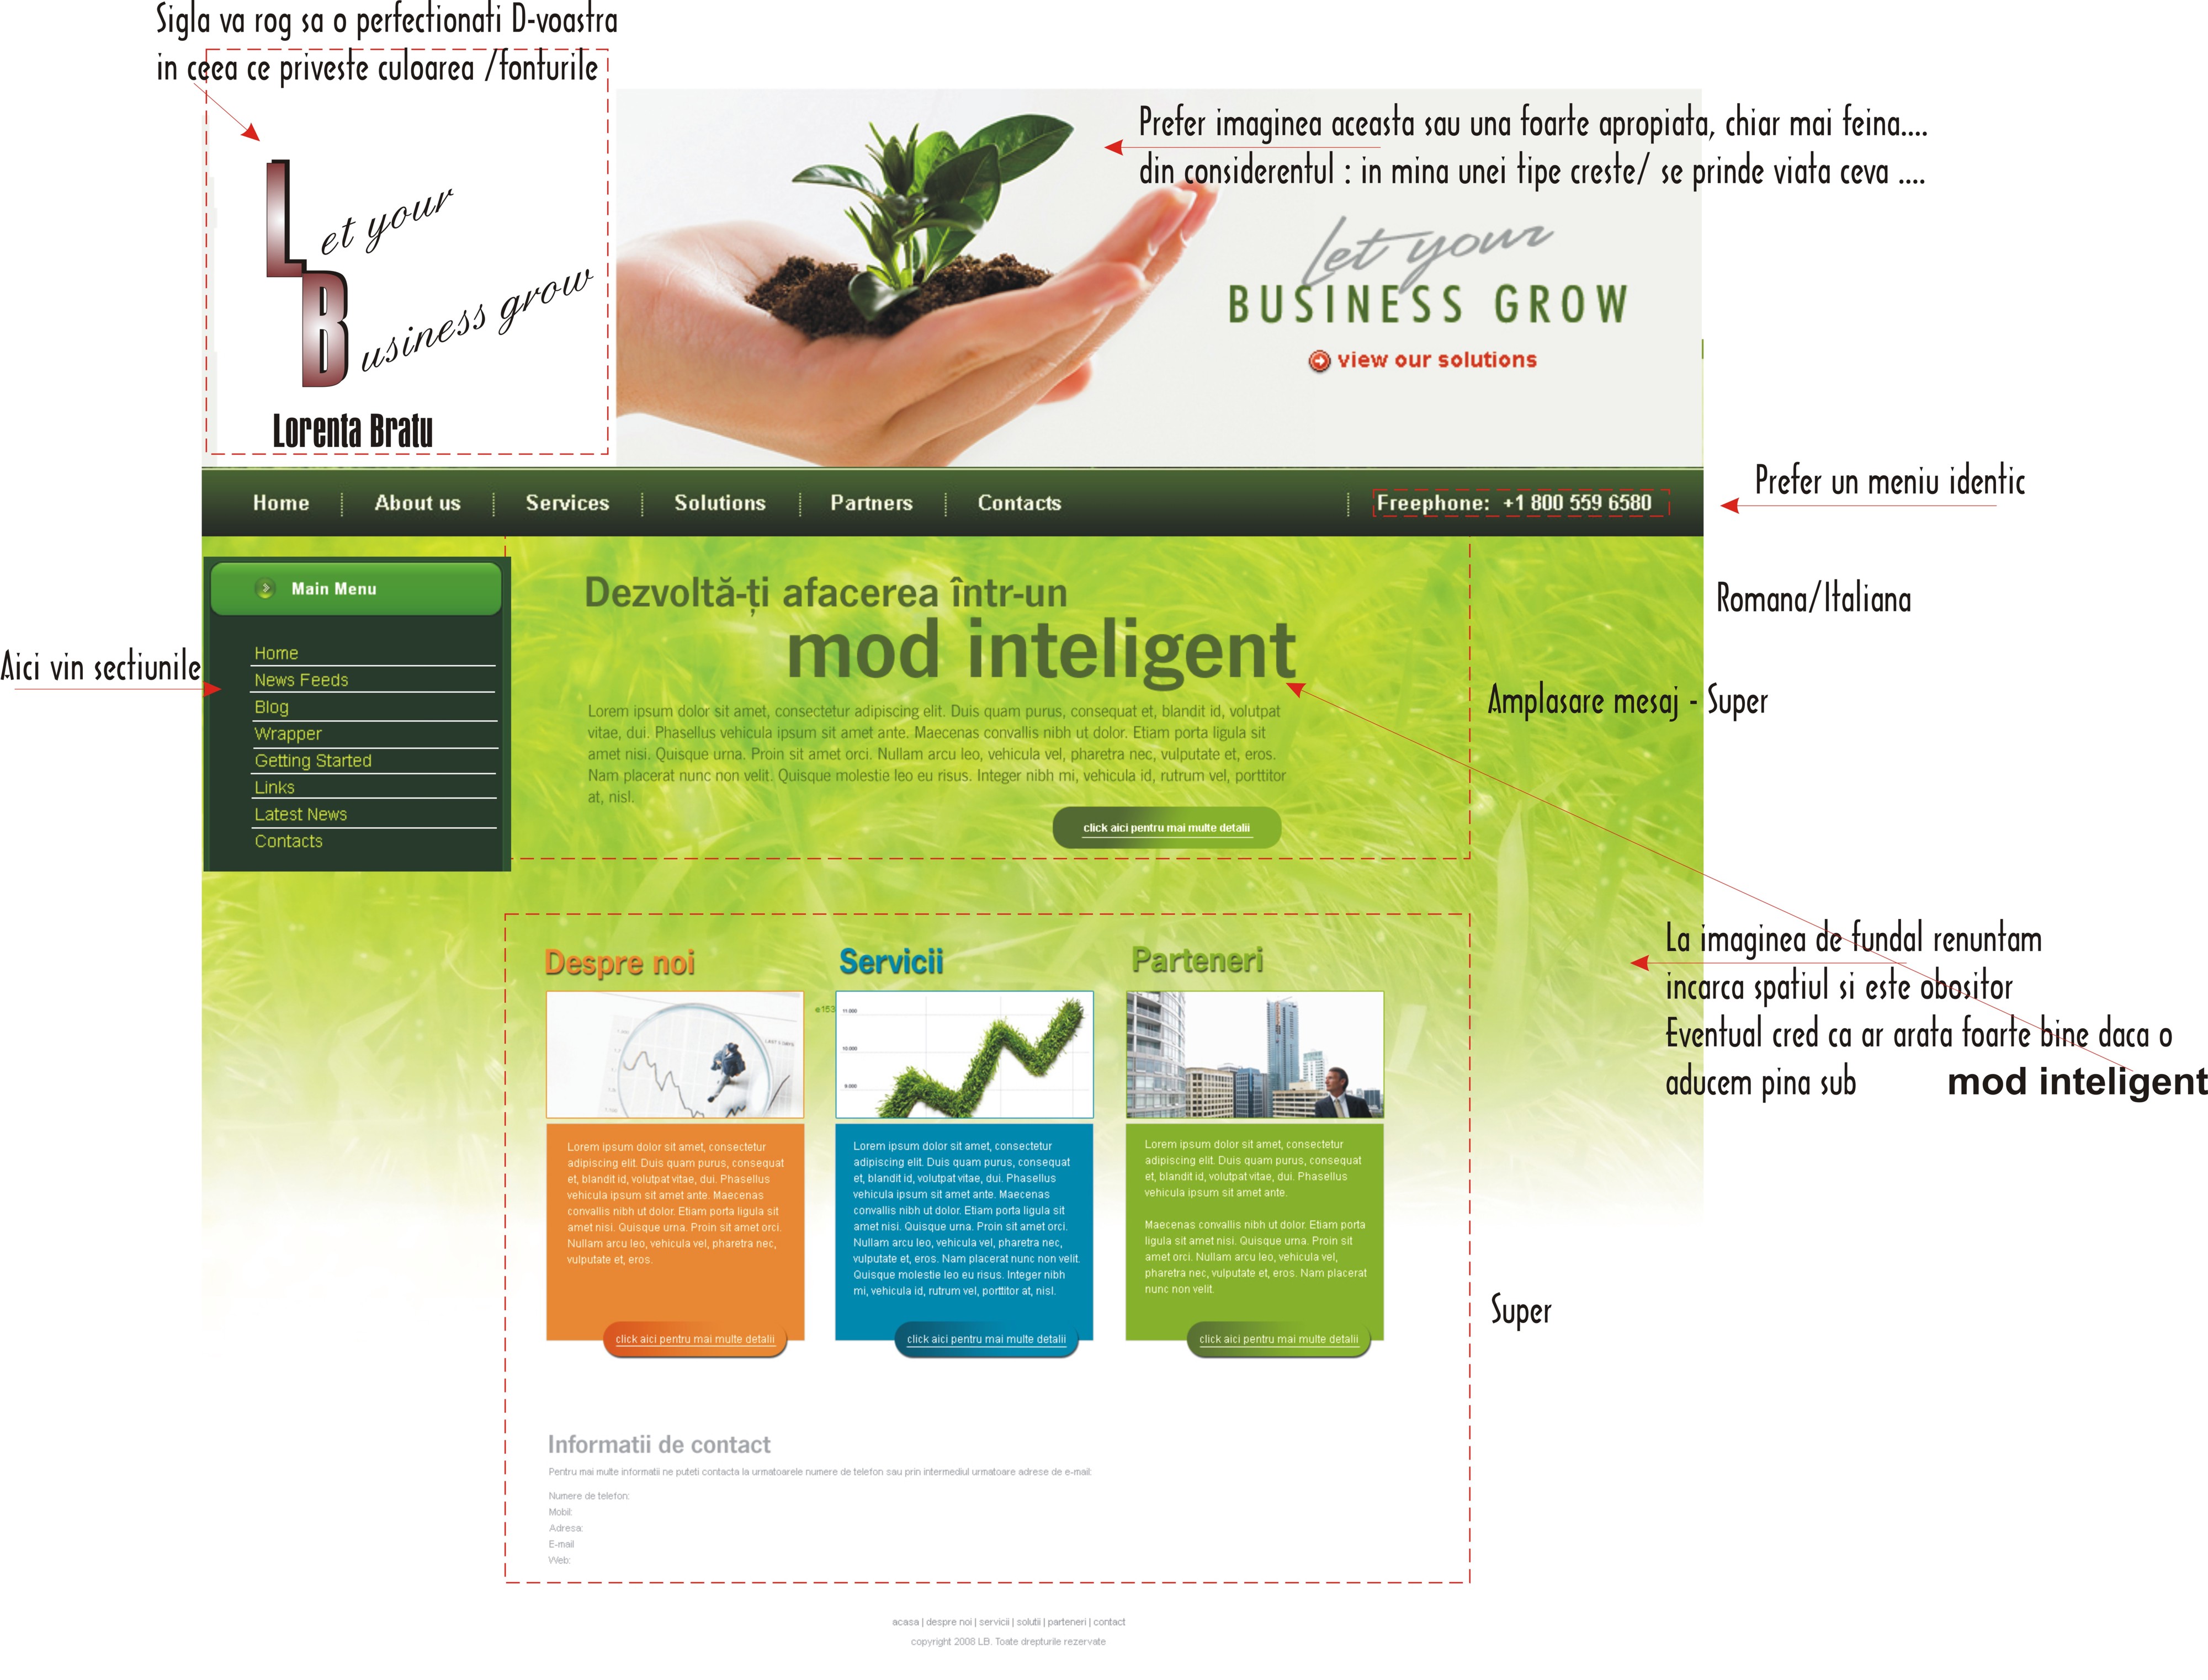 Sigla va rog sa o perfectionati D-voastra
in ceea ce priveste culoarea /fonturile
Let your
Business grow
Lorenta Bratu
Prefer imaginea aceasta sau una foarte apropiata, chiar mai feina....
din considerentul : in mina unei tipe creste/ se prinde viata ceva ....
Let your
BUSINESS GROW
view our solutions
Prefer un meniu identic
Home
About us
Services
Solutions
Partners
Contacts
Freephone: +1 800 559 6580
Romana/Italiana
Main Menu
Aici vin sectiunile
Home
News Feeds
Blog
Wrapper
Getting Started
Links
Latest News
Contacts
Dezvoltă-ți afacerea într-un
mod inteligent
Amplasare mesaj - Super
Lorem ipsum dolor sit amet, consectetur adipiscing elit. Duis quam purus, consequat et, blandit id, volutpat
vitae, dui. Phasellus vehicula ipsum sit amet ante. Maecenas convallis nibh ut dolor. Etiam porta ligula sit
amet nisi. Quisque urna. Proin sit amet orci. Nullam arcu leo, vehicula vel, pharetra nec, vulputate et, eros.
Nam placerat nunc non velit. Quisque molestie leo eu risus. Integer nibh mi, vehicula id, rutrum vel, porttitor
at, nisl.
click aici pentru mai multe detalii
La imaginea de fundal renuntam
incarca spatiul si este obositor
Eventual cred ca ar arata foarte bine daca o
aducem pina sub mod inteligent
Despre noi
LAST 5 DAYS
Lorem ipsum dolor sit amet, consectetur
adipiscing elit. Duis quam purus, consequat
et, blandit id, volutpat vitae, dui. Phasellus
vehicula ipsum sit amet ante. Maecenas
convallis nibh ut dolor. Etiam porta ligula sit
amet nisi. Quisque urna. Proin sit amet orci.
Nullam arcu leo, vehicula vel, pharetra nec,
vulputate et, eros.
click aici pentru mai multe detalii
Servicii
e153
11.000
10.000
9.000
Lorem ipsum dolor sit amet, consectetur
adipiscing elit. Duis quam purus, consequat
et, blandit id, volutpat vitae, dui. Phasellus
vehicula ipsum sit amet ante. Maecenas
convallis nibh ut dolor. Etiam porta ligula sit
amet nisi. Quisque urna. Proin sit amet orci.
Nullam arcu leo, vehicula vel, pharetra nec,
vulputate et, eros. Nam placerat nunc non velit.
Quisque molestie leo eu risus. Integer nibh
mi, vehicula id, rutrum vel, porttitor at, nisl.
click aici pentru mai multe detalii
Parteneri
Lorem ipsum dolor sit amet, consectetur
adipiscing elit. Duis quam purus, consequat
et, blandit id, volutpat vitae, dui. Phasellus
vehicula ipsum sit amet ante.
Maecenas convallis nibh ut dolor. Etiam porta
ligula sit amet nisi. Quisque urna. Proin sit
amet orci. Nullam arcu leo, vehicula vel,
pharetra nec, vulputate et, eros. Nam placerat
nunc non velit.
click aici pentru mai multe detalii
Super
Informatii de contact
Pentru mai multe informatii ne puteti contacta la urmatoarele numere de telefon sau prin intermediul urmatoare adrese de e-mail:
Numere de telefon:
Mobil:
Adresa:
E-mail
Web:
acasa | despre noi | servicii | solutii | parteneri | contact
copyright 2008 LB. Toate drepturile rezervate